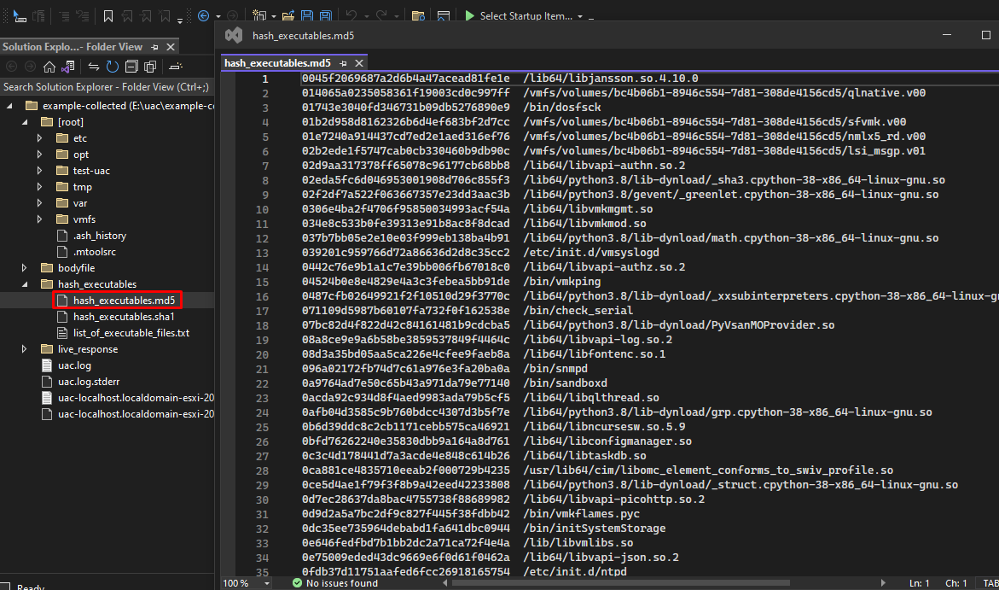 Select Startup Item...
hash_executables.md5
Solution Explo...- Folder View
hash_executables.md5
Search Solution Explorer - Folder View (Ctrl+;)
example-collected (E:\uac\example-co
[root]
etc
opt
test-uac
tmp
var
vmfs
.ash_history
.mtoolsrc
bodyfile
hash_executables
hash_executables.md5
hash_executables.sha1
list_of_executable_files.txt
live_response
uac.log
uac.log.stderr
uac-localhost.localdomain-esxi-20
uac-localhost.localdomain-esxi-20
Ready
1 0045f2069687a2d6b4a47acead81fe1e /lib64/libjansson.so.4.10.0
2 014065a0235058361f19003cd0c997ff /vmfs/volumes/bc4b06b1-8946c554-7d81-308de4156cd5/qlnative.v00
3 01743e3040fd346731b09db5276890e9 /bin/dosfsck
4 01b2d958d8162326b6d4ef683bf2d7cc /vmfs/volumes/bc4b06b1-8946c554-7d81-308de4156cd5/sfvmk.v00
5 01e7240a914437cd7ed2e1aed316ef76 /vmfs/volumes/bc4b06b1-8946c554-7d81-308de4156cd5/nmlx5_rd.v00
6 02b2ede1f5747cab0cb330460b9db90c /vmfs/volumes/bc4b06b1-8946c554-7d81-308de4156cd5/lsi_msgp.v01
7 02d9aa317378ff65078c96177cb68bb8 /lib64/libvapi-authn.so.2
8 02eda5fc6d046953001908d706c855f3 /lib64/python3.8/lib-dynload/_sha3.cpython-38-x86_64-linux-gnu.so
9 02f2df7a522f063667357e23dd3aac3b /lib64/python3.8/gevent/_greenlet.cpython-38-x86_64-linux-gnu.so
10 0306e4ba2f4706f95850034993acf54a /lib64/libvmkmgmt.so
11 034e8c533b0fe39313e91b8ac8f8dcad /lib64/libvmkmod.so
12 037b7bb05e2e10e03f999eb138ba4b91 /lib64/python3.8/lib-dynload/math.cpython-38-x86_64-linux-gnu.so
13 039201c959766d72a86636d2d8c35cc2 /etc/init.d/vmsyslogd
14 0442c76e9b1a1c7e39bb006fb67018c0 /lib64/libvapi-authz.so.2
15 04524b0e8e4829e4a3c3febea5bb91de /bin/vmkping
16 0487cfb02649921f2f10510d29f3770c /lib64/python3.8/lib-dynload/_xxsubinterpreters.cpython-38-x86_64-linux-g
17 071109d5987b60107fa732f0f162538e /bin/check_serial
18 07bc82d4f822d42c84161481b9cdcba5 /lib64/python3.8/lib-dynload/PyVsanMOProvider.so
19 08a8ce9e9a6b58be3859537849f4464c /lib64/libvapi-log.so.2
20 08d3a35bd05aa5ca226e4cfee9faeb8a /lib64/libfontenc.so.1
21 096a02172fb74d7c61a976e3fa20ba0a /bin/snmpd
22 0a9764ad7e50c65b43a971da79e77140 /bin/sandboxd
23 0acda92c934d8f4aed9983ada79b5cf5 /lib64/libqlthread.so
24 0afb04d3585c9b760bdcc4307d3b5f7e /lib64/python3.8/lib-dynload/grp.cpython-38-x86_64-linux-gnu.so
25 0b6d39ddc8c2cb1171cebb575ca46921 /lib64/libncursesw.so.5.9
26 0bfd76262240e35830dbb9a164a8d761 /lib64/libconfigmanager.so
27 0c3c4d178441d7a3acde4e848c614b26 /lib64/libtaskdb.so
28 0ca881ce4835710eeab2f000729b4235 /usr/lib64/cim/libomc_element_conforms_to_swiv_profile.so
29 0ce5d4ae1f79f3f8b9a42eed42233808 /lib64/python3.8/lib-dynload/_struct.cpython-38-x86_64-linux-gnu.so
30 0d7ec28637da8bac4755738f88689982 /lib64/libvapi-picohttp.so.2
31 0d9d2a5a7bc2df9c827f445f38fdbb42 /bin/vmkflames.pyc
32 0dc35ee735964debabd1fa641dbc0944 /bin/initSystemStorage
33 0e646fedfbd7b1bb2dc2a71ca72f4e4a /lib/libvmlibs.so
34 0e75009eded43dc9669e6f0d61f0462a /lib64/libvapi-json.so.2
35 0fdb37d11751aafed6fcc26918165754 /etc/init.d/ntpd
100 % No issues found Ln: 1 Ch: 1 TAB